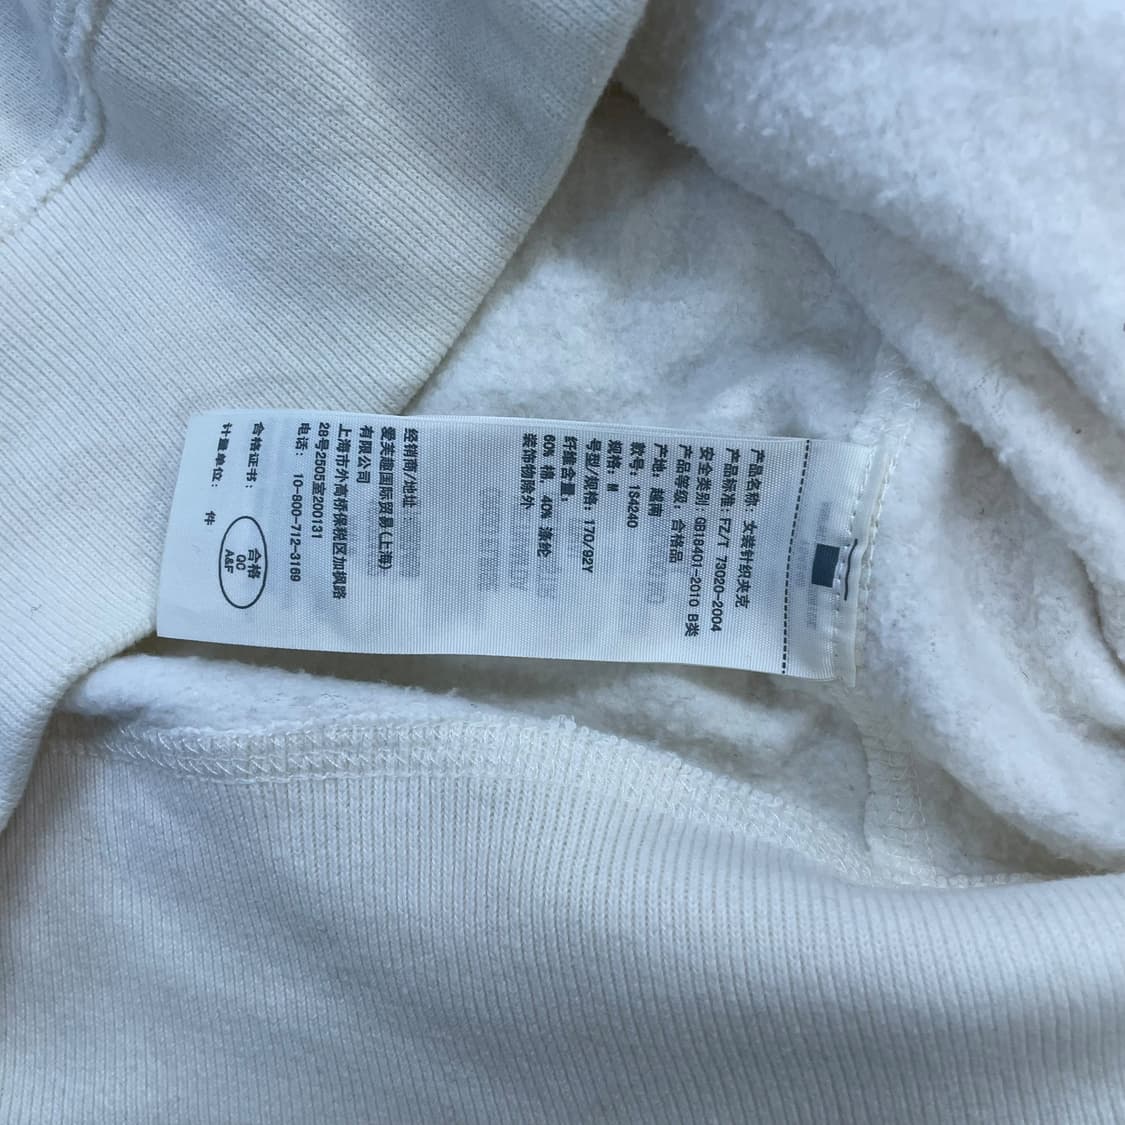 产品名称: 女装针织夹克
产品标准: FZ/T 73020-2004
安全类别: GB18401-2010 B类
产品等级: 合格品
产地: 越南
款号: 1S4240
规格: M
号型/规格: 170/92Y
纤维含量:
60% 棉, 40% 涤纶
装饰物除外
经销商/地址:
爱芙趣国际贸易(上海)
有限公司
上海市外高桥保税区加枫路
28号2505室200131
电话: 10-800-712-3169
合格证书:
合格
QC
A&F
计量单位: 件